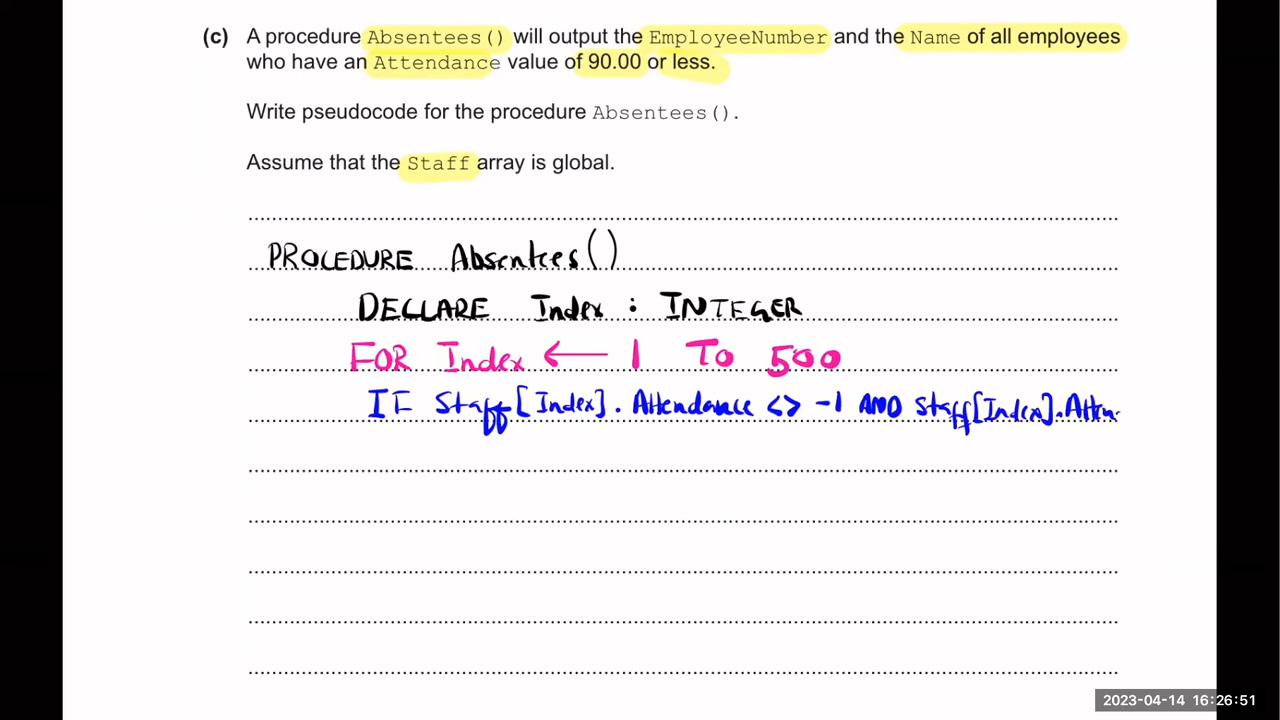 (c) A procedure Absentees() will output the EmployeeNumber and the Name of all employees
who have an Attendance value of 90.00 or less.
Write pseudocode for the procedure Absentees().
Assume that the Staff array is global.
PROCEDURE Absentees()
DECLARE Index : INTEGER
FOR Index ← 1 TO 500
IF Staff[Index].Attendance <> -1 AND Staff[Index].Atten
2023-04-14 16:26:51